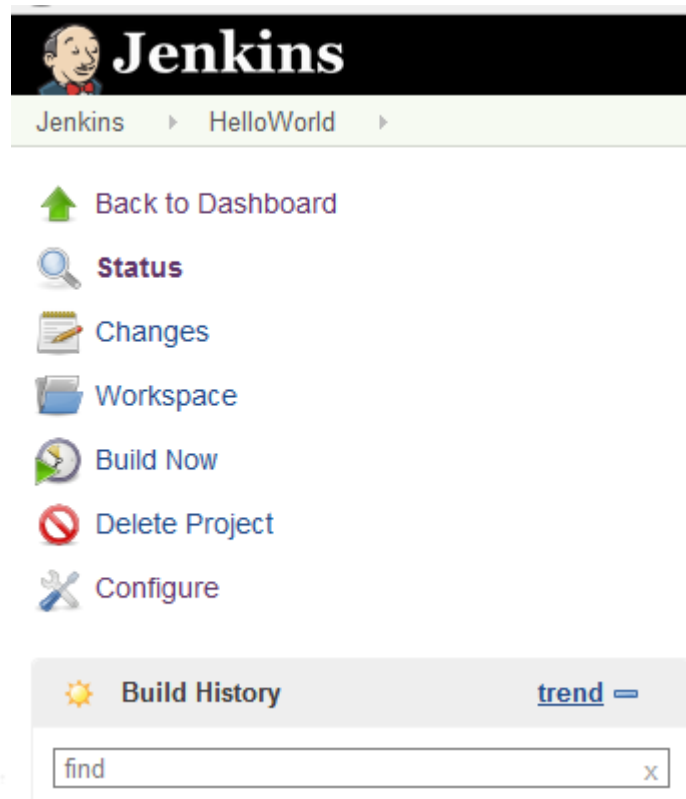 Jenkins
Jenkins HelloWorld
Back to Dashboard
Status
Changes
Workspace
Build Now
Delete Project
Configure
Build History trend
find x